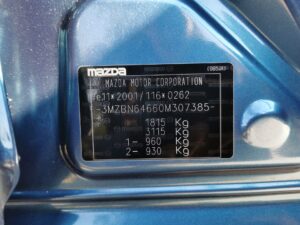 mazda
MAZDA MOTOR CORPORATION
e11*2001/116*0262
-3MZBN64660M307385-
1815 Kg
3115 Kg
1- 960 Kg
2- 930 Kg